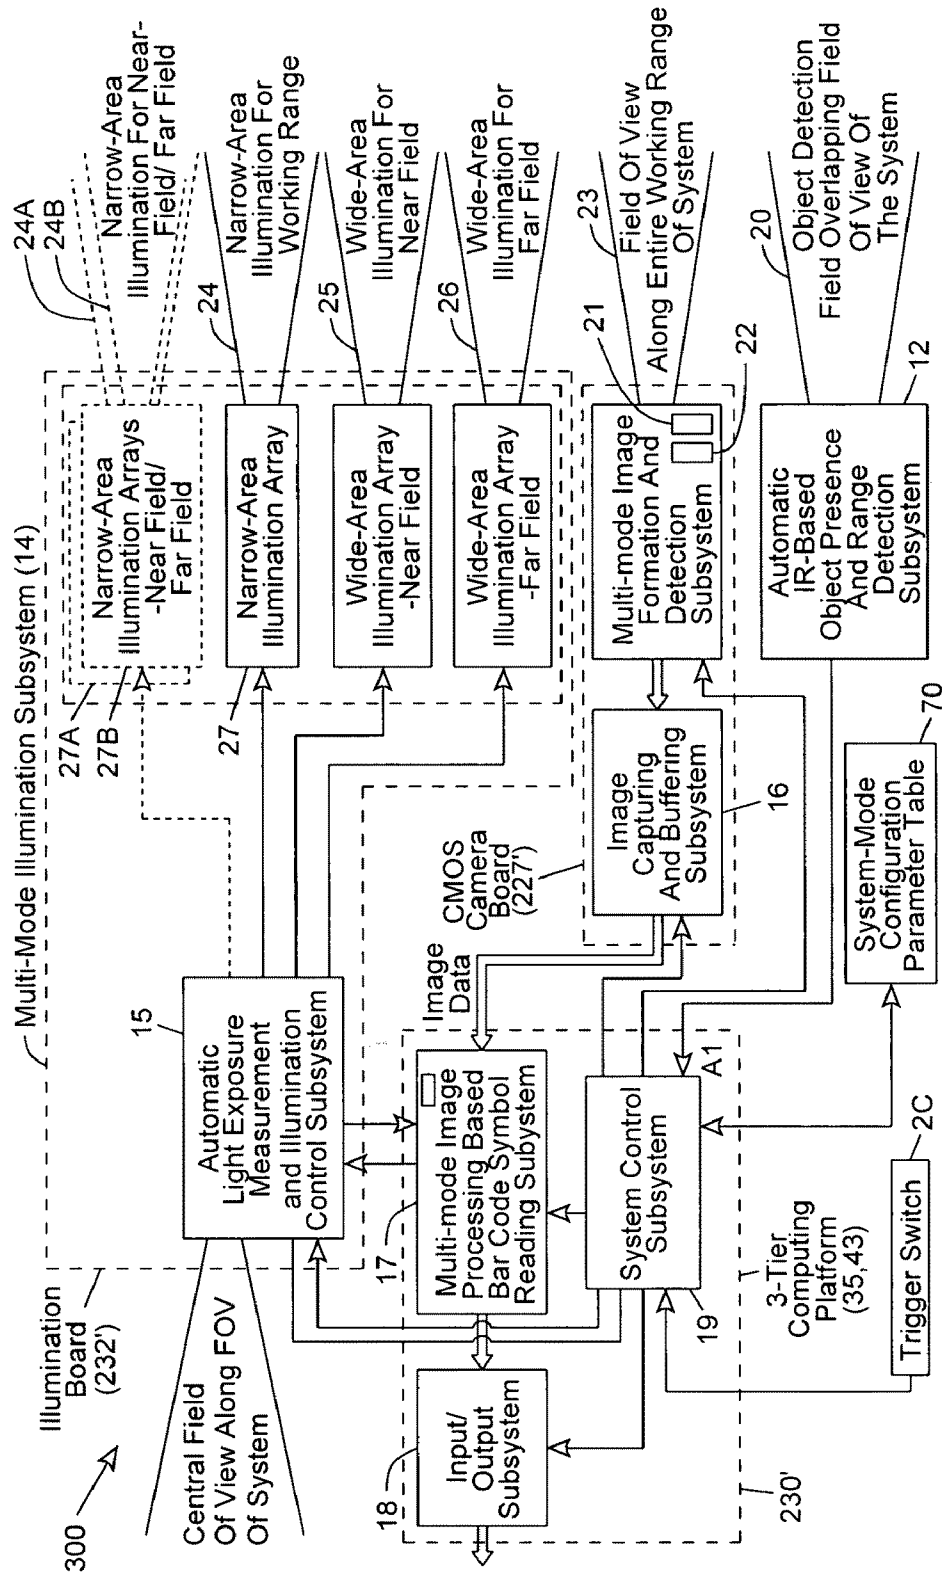 300
Illumination
Board
(232')
Multi-Mode Illumination Subsystem (14)
Central Field
Of View Along FOV
Of System
15
Automatic
Light Exposure
Measurement
and Illumination
Control Subsystem
27A
27B
Narrow-Area
Illumination Arrays
-Near Field/
Far Field
24A
24B
Narrow-Area
Illumination For Near-
Field/ Far Field
27
Narrow-Area
Illumination Array
24
Narrow-Area
Illumination For
Working Range
Wide-Area
Illumination Array
-Near Field
25
Wide-Area
Illumination For
Near Field
Wide-Area
Illumination Array
-Far Field
26
Wide-Area
Illumination For
Far Field
18
Input/
Output
Subsystem
17
Multi-mode Image
Processing Based
Bar Code Symbol
Reading Subsystem
Image
Data
CMOS
Camera
Board
(227')
Image
Capturing
And Buffering
Subsystem
16
Multi-mode Image
Formation And
Detection
Subsystem
21
22
23
Field Of View
Along Entire Working Range
Of System
System Control
Subsystem
19
A1
230'
3-Tier
Computing
Platform
(35,43)
Automatic
IR-Based
Object Presence
And Range
Detection
Subsystem
12
20
Object Detection
Field Overlapping Field
Of View Of
The System
Trigger Switch
2C
System-Mode
Configuration
Parameter Table
70